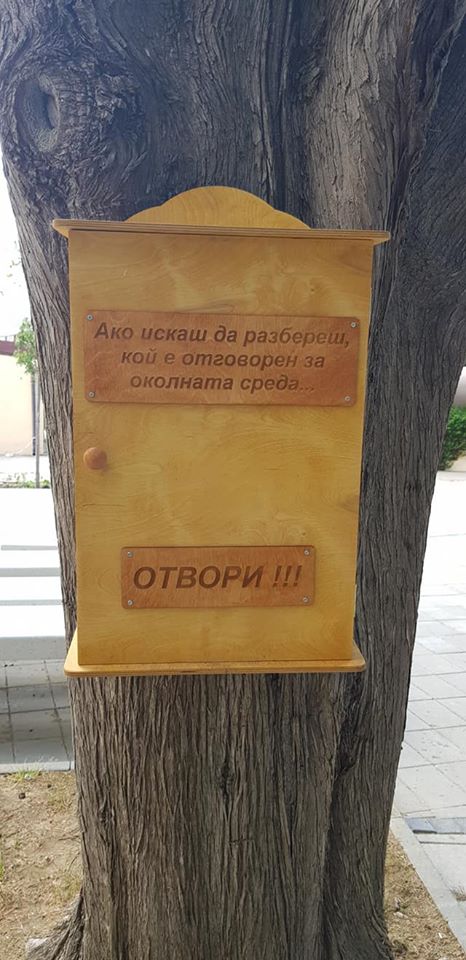 Ако искаш да разбереш,
кой е отговорен за
околната среда...
ОТВОРИ !!!